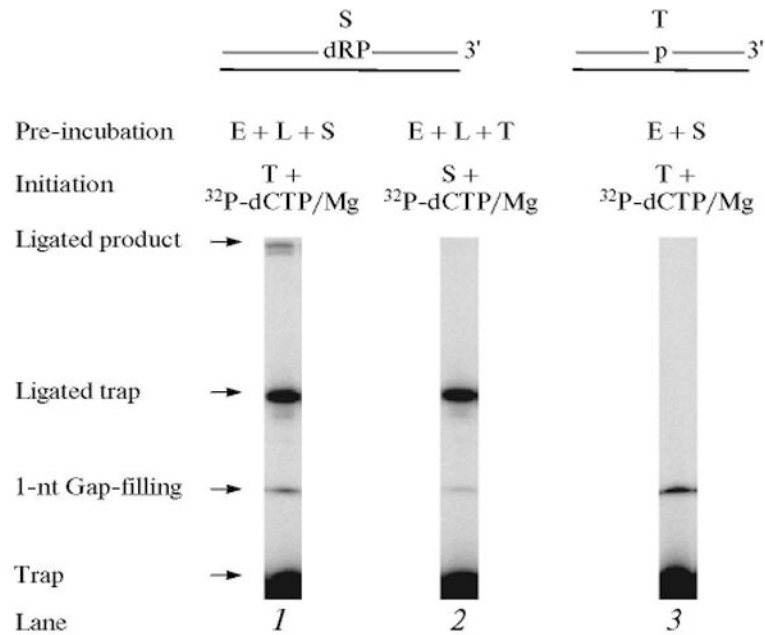 S T
dRP 3' p 3'
Pre-incubation E + L + S E + L + T E + S
Initiation T + S + T +
³²P-dCTP/Mg ³²P-dCTP/Mg ³²P-dCTP/Mg
Ligated product
Ligated trap
1-nt Gap-filling
Trap
Lane 1 2 3